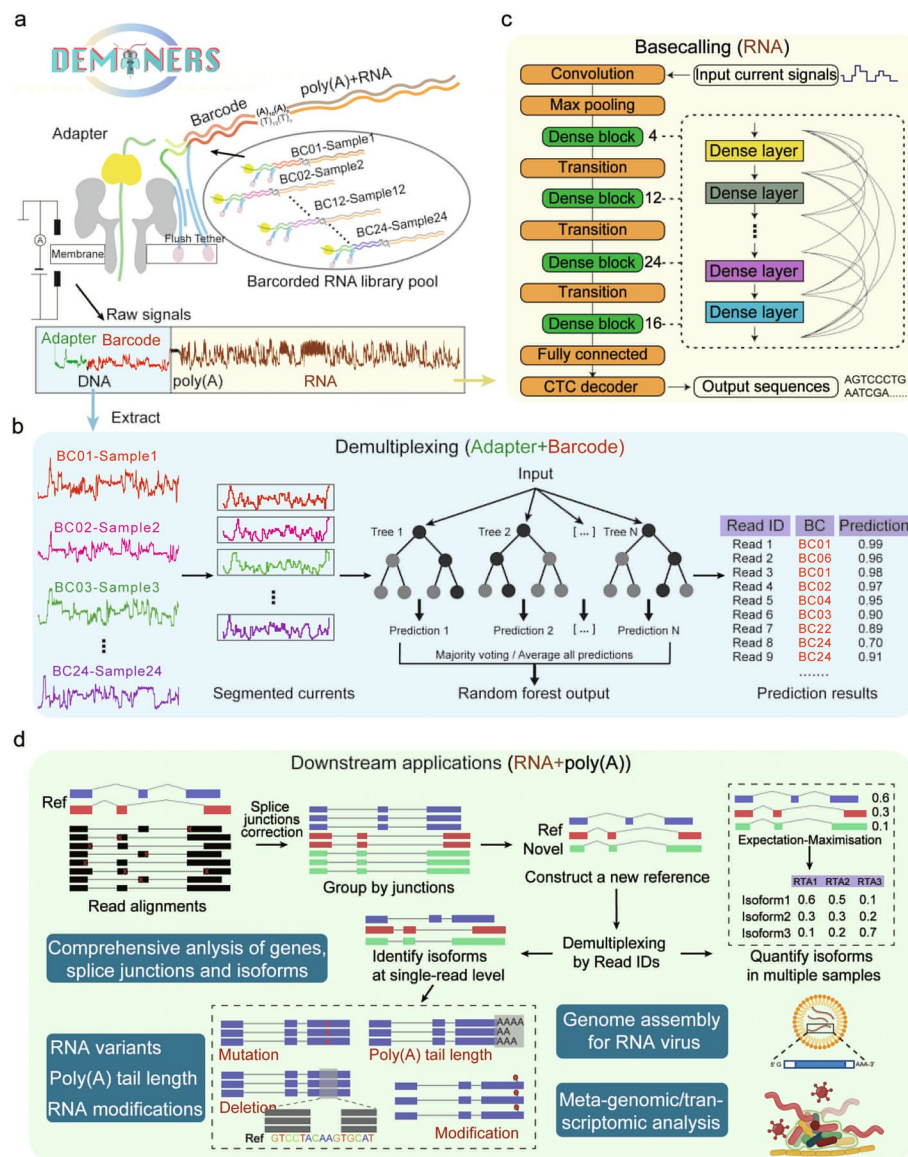 a
DEMINERS
poly(A)+RNA
Barcode
Adapter
BC01-Sample1
BC02-Sample2
BC12-Sample12
BC24-Sample24
A
Membrane
Flush Tether
Barcorded RNA library pool
Raw signals
Adapter Barcode
DNA
poly(A)
RNA
Extract
c
Basecalling (RNA)
Convolution
Input current signals
Max pooling
Dense block 4
Transition
Dense block 12
Transition
Dense block 24
Transition
Dense block 16
Fully connected
CTC decoder
Dense layer
Dense layer
Dense layer
Dense layer
Output sequences
AGTCCCTG
AATCGA......
b
Demultiplexing (Adapter+Barcode)
BC01-Sample1
BC02-Sample2
BC03-Sample3
BC24-Sample24
Segmented currents
Input
Tree 1
Tree 2
[ ... ]
Tree N
Prediction 1
Prediction 2
[ ... ]
Prediction N
Majority voting / Average all predictions
Random forest output
Read ID BC Prediction
Read 1 BC01 0.99
Read 2 BC06 0.96
Read 3 BC01 0.98
Read 4 BC02 0.97
Read 5 BC04 0.95
Read 6 BC03 0.90
Read 7 BC22 0.89
Read 8 BC24 0.70
Read 9 BC24 0.91
.......
Prediction results
d
Downstream applications (RNA+poly(A))
Ref
Read alignments
Splice
junctions
correction
Group by junctions
Ref
Novel
Construct a new reference
0.6
0.3
0.1
Expectation-Maximisation
RTA1 RTA2 RTA3
Isoform1 0.6 0.5 0.1
Isoform2 0.3 0.3 0.2
Isoform3 0.1 0.2 0.7
Quantify isoforms
in multiple samples
Demultiplexing
by Read IDs
Identify isoforms
at single-read level
Comprehensive anlysis of genes,
splice junctions and isoforms
RNA variants
Poly(A) tail length
RNA modifications
Mutation
AAAA
AA
AAA
Poly(A) tail length
Deletion
Ref GTCCTACAAGTGCAT
Modification
Genome assembly
for RNA virus
5' G
AAA-3'
Meta-genomic/tran-
scriptomic analysis